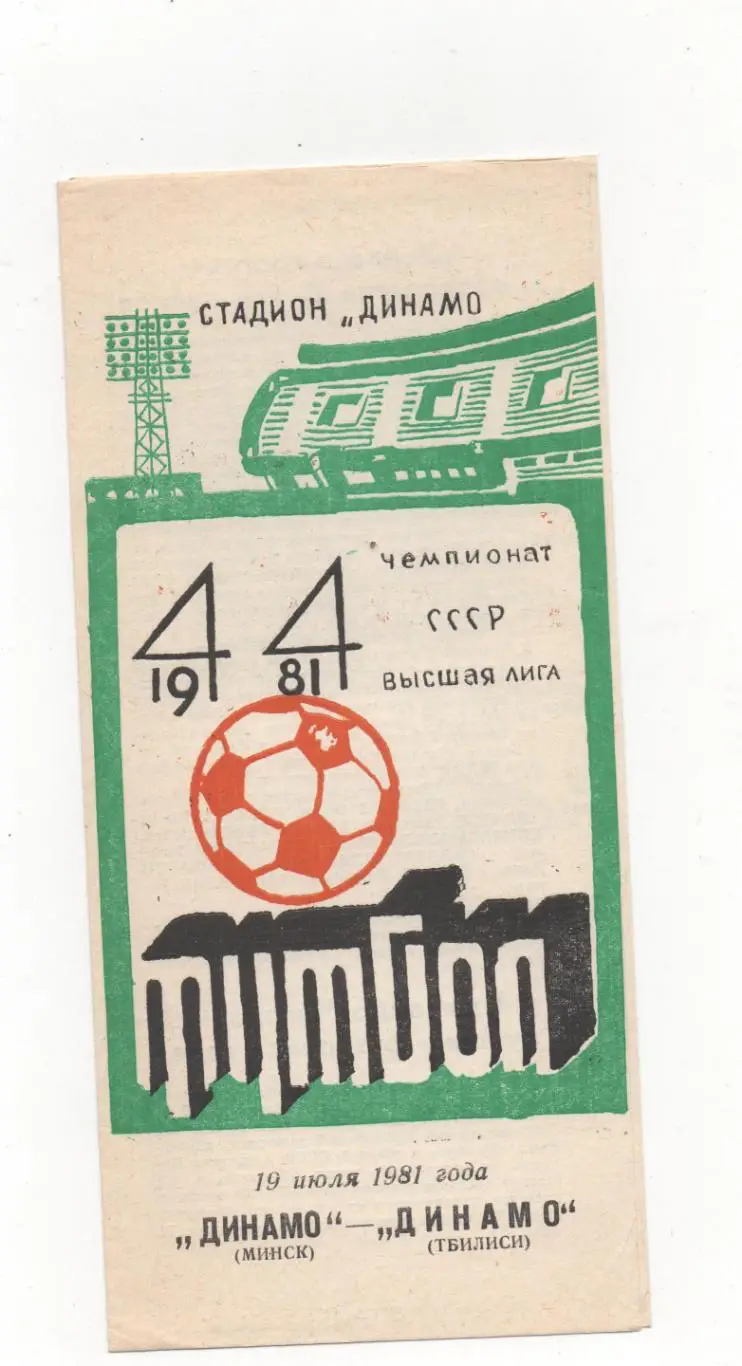 СТАДИОН „ДИНАМО
44 чемпионат
СССР
19 81 ВЫСШАЯ ЛИГА
футбол
19 июля 1981 года
„ДИНАМО“ — „ДИНАМО“
(МИНСК) (ТБИЛИСИ)